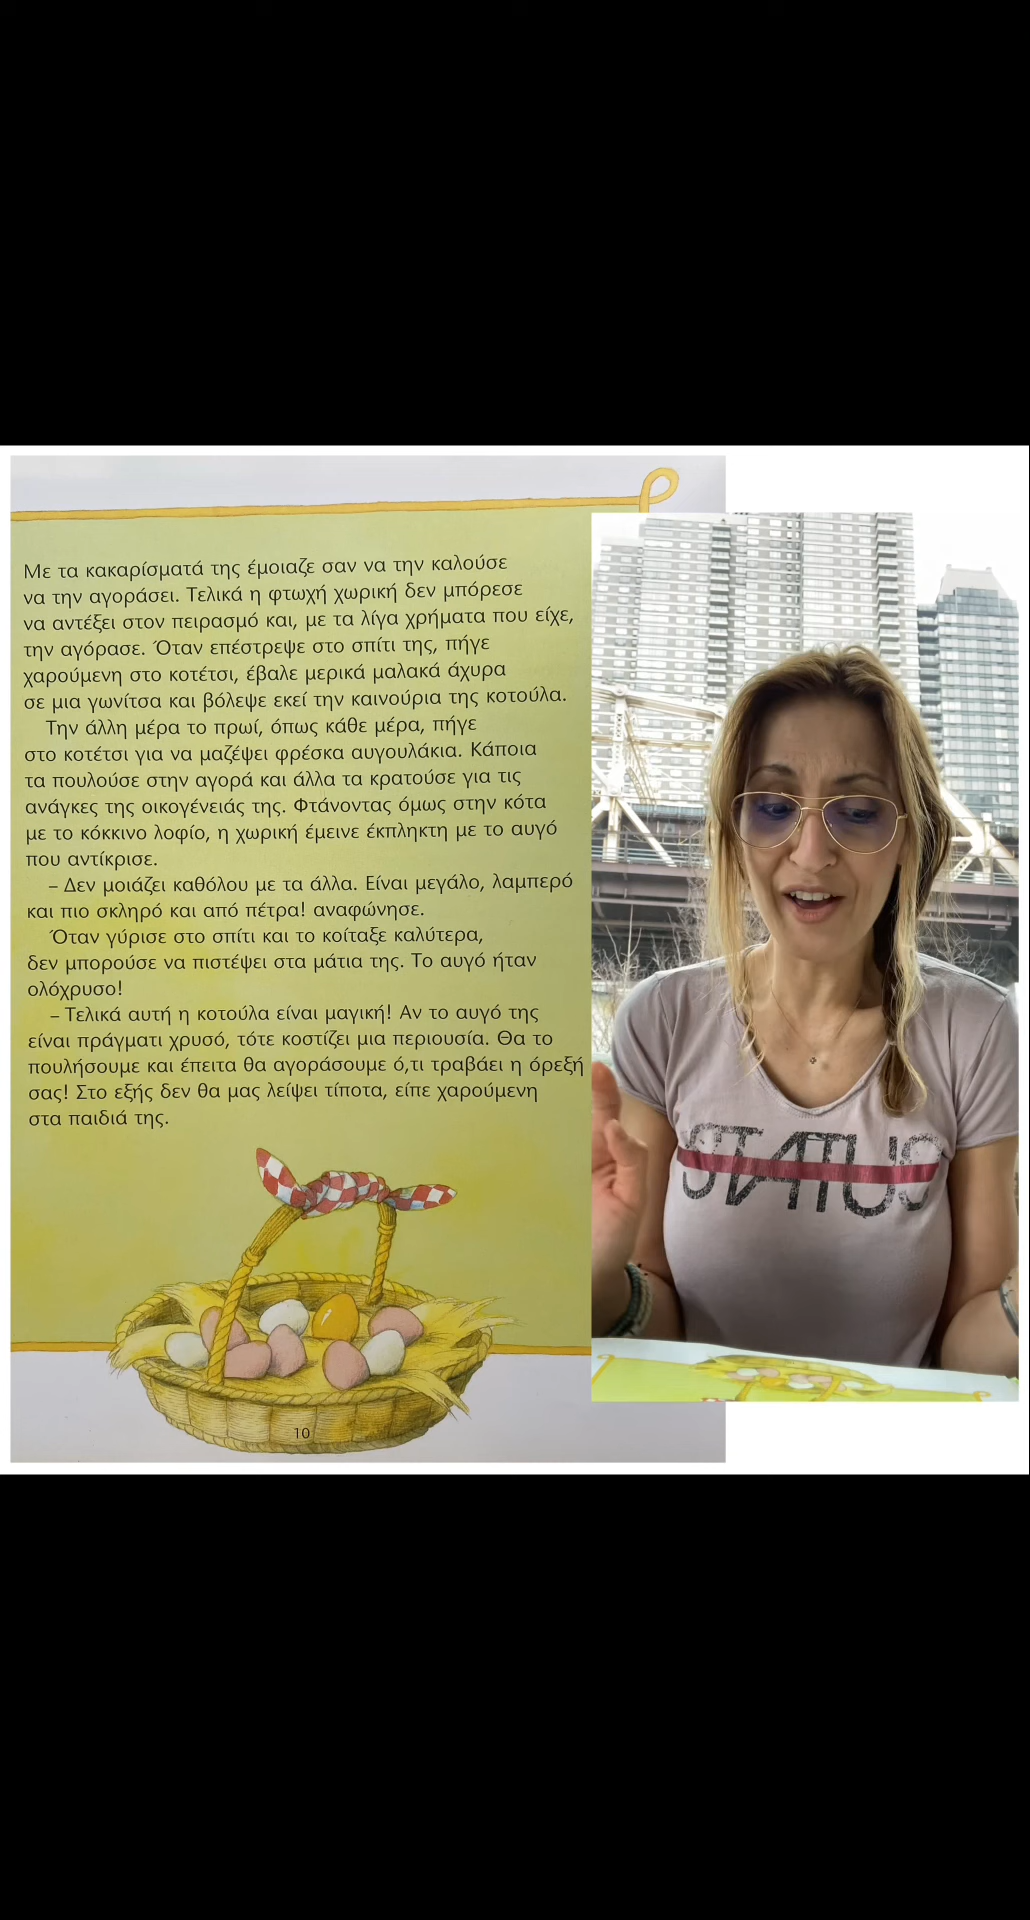 Με τα κακαρίσματά της έμοιαζε σαν να την καλούσε
να την αγοράσει. Τελικά η φτωχή χωρική δεν μπόρεσε
να αντέξει στον πειρασμό και, με τα λίγα χρήματα που είχε,
την αγόρασε. Όταν επέστρεψε στο σπίτι της, πήγε
χαρούμενη στο κοτέτσι, έβαλε μερικά μαλακά άχυρα
σε μια γωνίτσα και βόλεψε εκεί την καινούρια της κοτούλα.
Την άλλη μέρα το πρωί, όπως κάθε μέρα, πήγε
στο κοτέτσι για να μαζέψει φρέσκα αυγουλάκια. Κάποια
τα πουλούσε στην αγορά και άλλα τα κρατούσε για τις
ανάγκες της οικογένειάς της. Φτάνοντας όμως στην κότα
με το κόκκινο λοφίο, η χωρική έμεινε έκπληκτη με το αυγό
που αντίκρισε.
– Δεν μοιάζει καθόλου με τα άλλα. Είναι μεγάλο, λαμπερό
και πιο σκληρό και από πέτρα! αναφώνησε.
Όταν γύρισε στο σπίτι και το κοίταξε καλύτερα,
δεν μπορούσε να πιστέψει στα μάτια της. Το αυγό ήταν
ολόχρυσο!
– Τελικά αυτή η κοτούλα είναι μαγική! Αν το αυγό της
είναι πράγματι χρυσό, τότε κοστίζει μια περιουσία. Θα το
πουλήσουμε και έπειτα θα αγοράσουμε ό,τι τραβάει η όρεξή
σας! Στο εξής δεν θα μας λείψει τίποτα, είπε χαρούμενη
στα παιδιά της.
10
STATUS